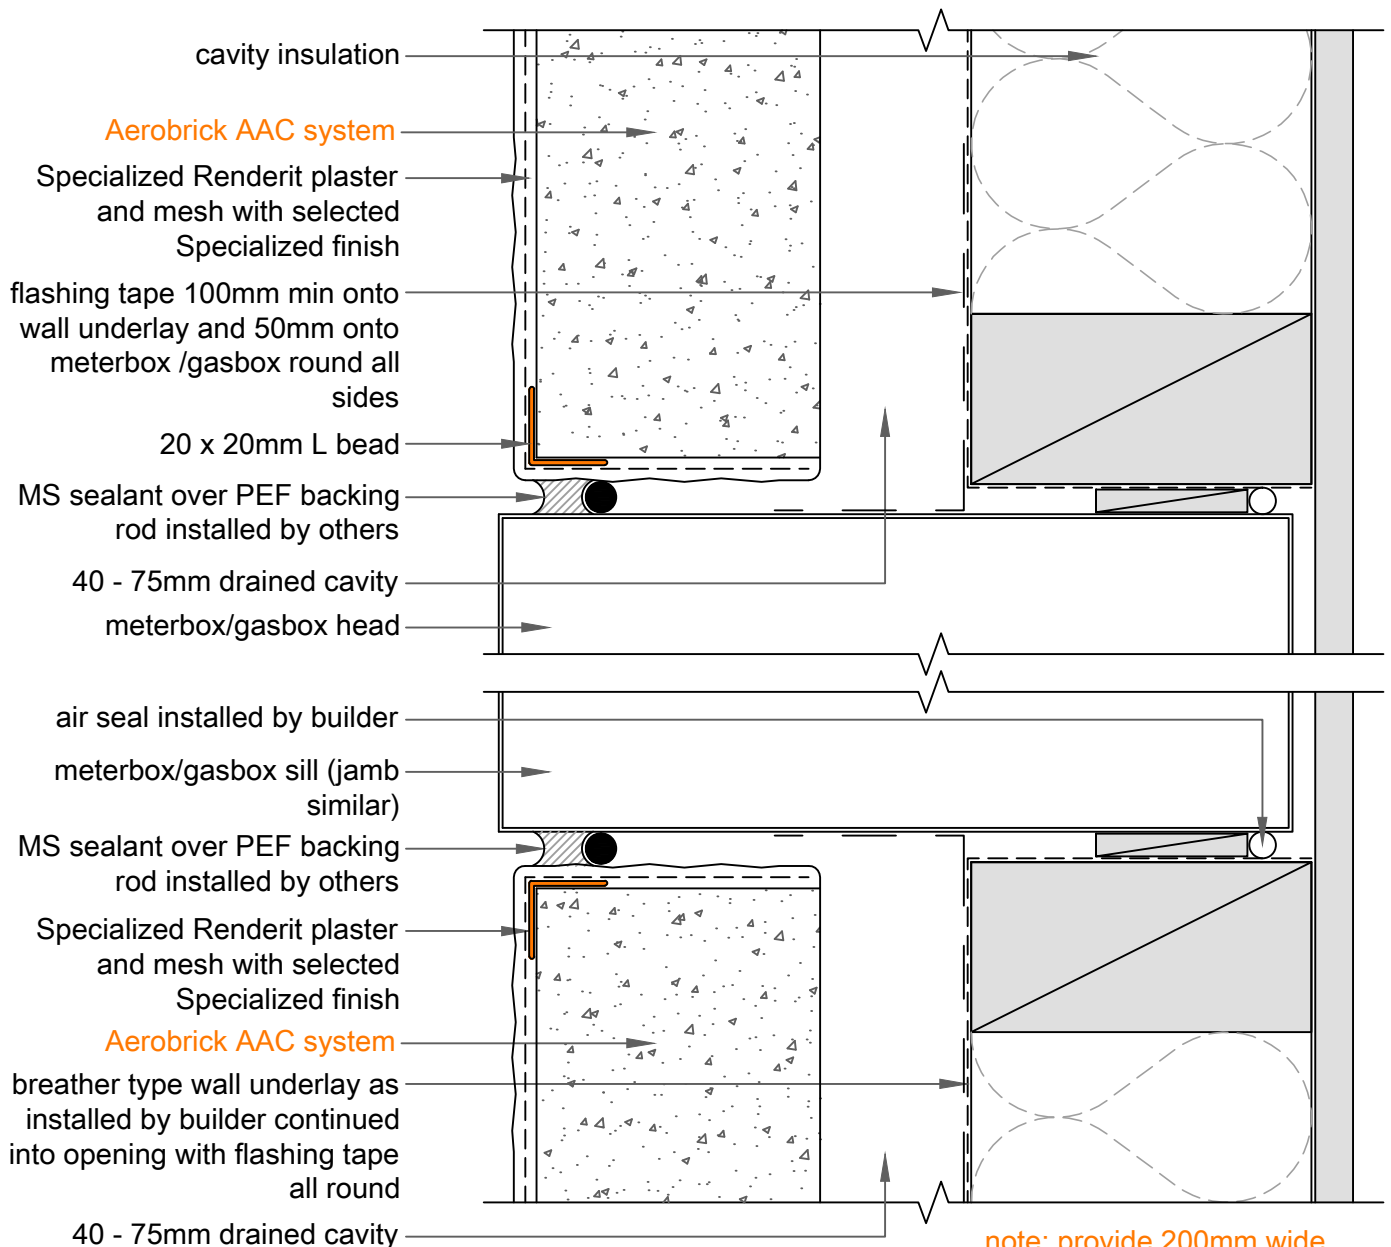 cavity insulation
Aerobrick AAC system
Specialized Renderit plaster
and mesh with selected
Specialized finish
flashing tape 100mm min onto
wall underlay and 50mm onto
meterbox /gasbox round all
sides
20 x 20mm L bead
MS sealant over PEF backing
rod installed by others
40 - 75mm drained cavity
meterbox/gasbox head
air seal installed by builder
meterbox/gasbox sill (jamb
similar)
MS sealant over PEF backing
rod installed by others
Specialized Renderit plaster
and mesh with selected
Specialized finish
Aerobrick AAC system
breather type wall underlay as
installed by builder continued
into opening with flashing tape
all round
40 - 75mm drained cavity
note: provide 200mm wide